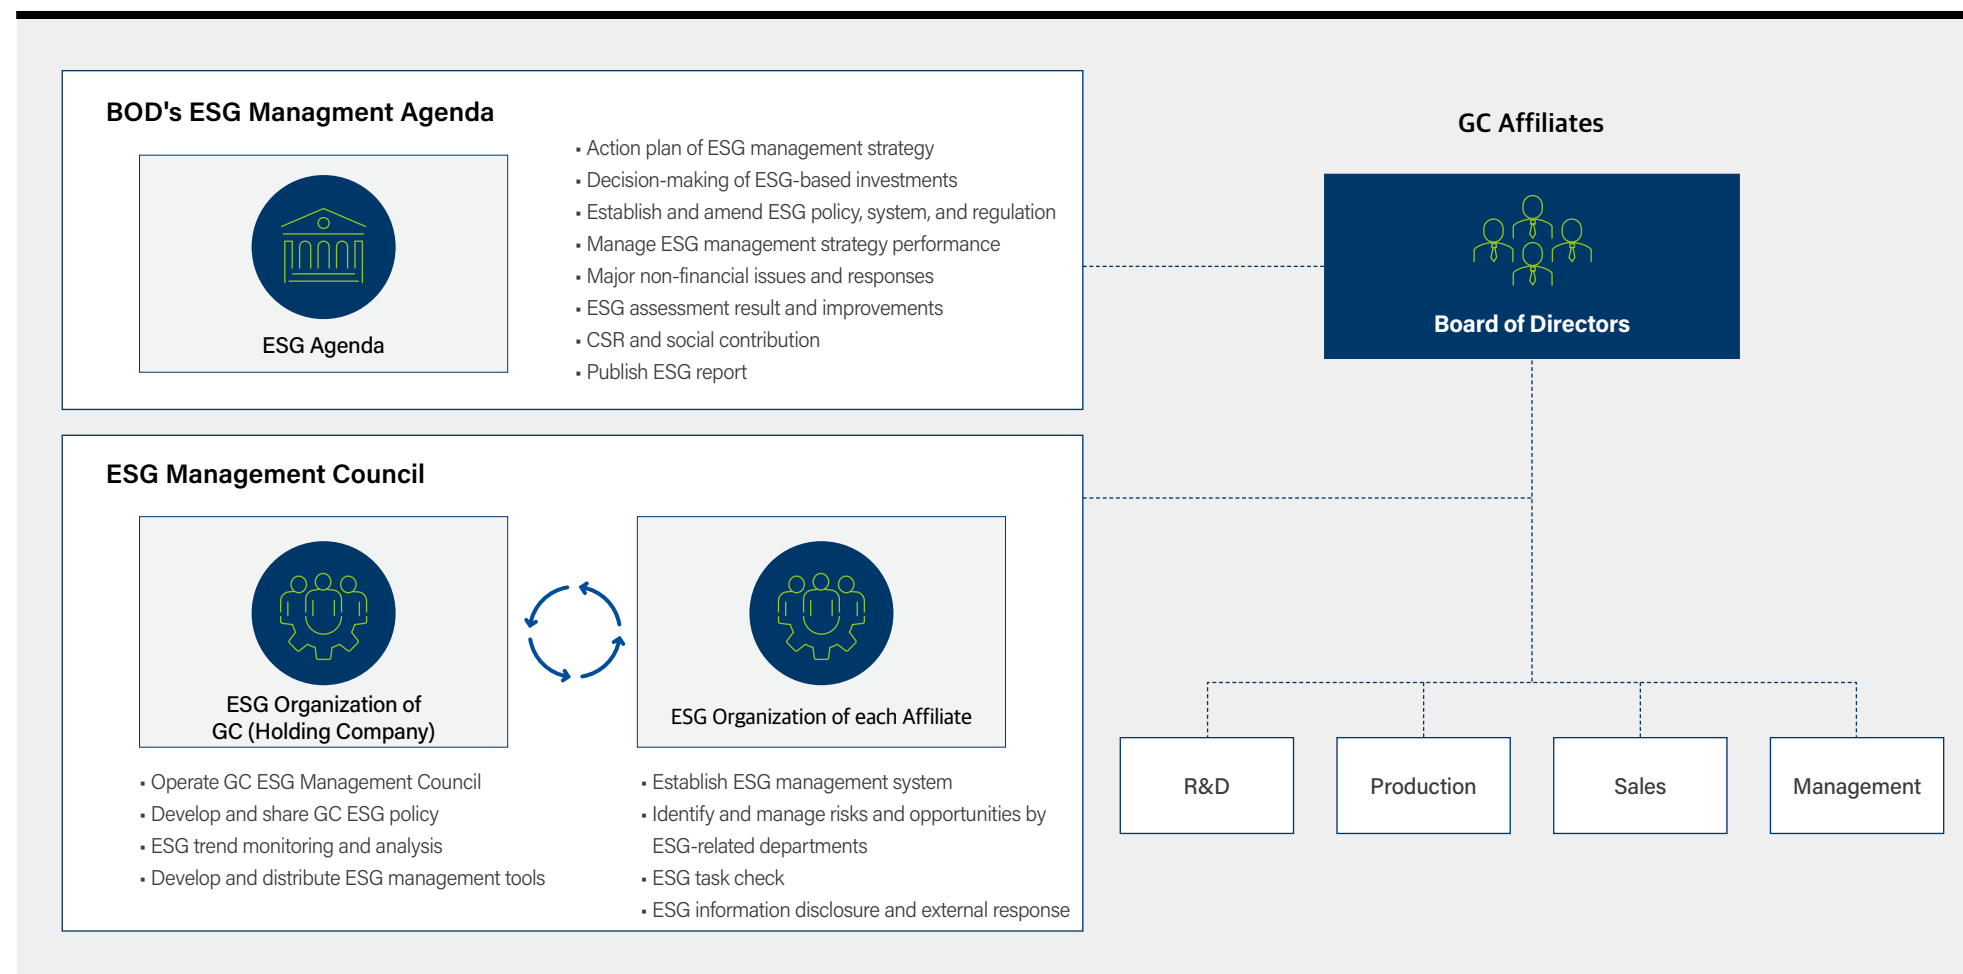 BOD's ESG Managment Agenda
ESG Agenda
▪ Action plan of ESG management strategy
▪ Decision-making of ESG-based investments
▪ Establish and amend ESG policy, system, and regulation
▪ Manage ESG management strategy performance
▪ Major non-financial issues and responses
▪ ESG assessment result and improvements
▪ CSR and social contribution
▪ Publish ESG report
GC Affiliates
Board of Directors
ESG Management Council
ESG Organization of
GC (Holding Company)
▪ Operate GC ESG Management Council
▪ Develop and share GC ESG policy
▪ ESG trend monitoring and analysis
▪ Develop and distribute ESG management tools
ESG Organization of each Affiliate
▪ Establish ESG management system
▪ Identify and manage risks and opportunities by
ESG-related departments
▪ ESG task check
▪ ESG information disclosure and external response
R&D
Production
Sales
Management